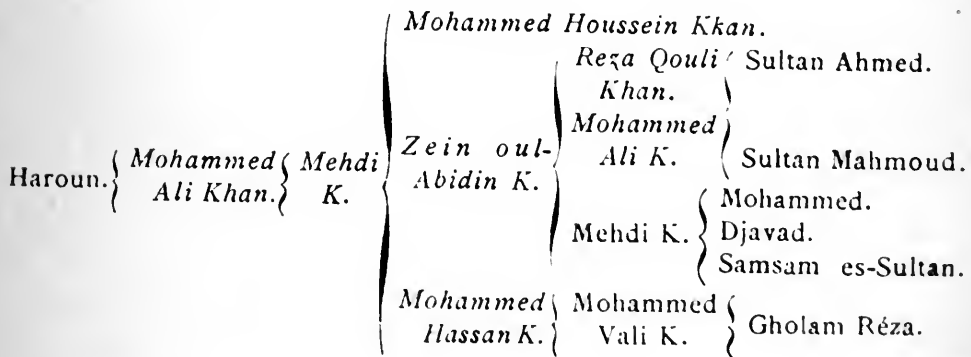 Mohammed Houssein Kkan.
Reza Qouli Khan.
Sultan Ahmed.
Haroun.
Mohammed Ali Khan.
Mehdi K.
Zein oul-Abidin K.
Mohammed Ali K.
Sultan Mahmoud.
Mehdi K.
Mohammed.
Djavad.
Samsam es-Sultan.
Mohammed Hassan K.
Mohammed Vali K.
Gholam Réza.